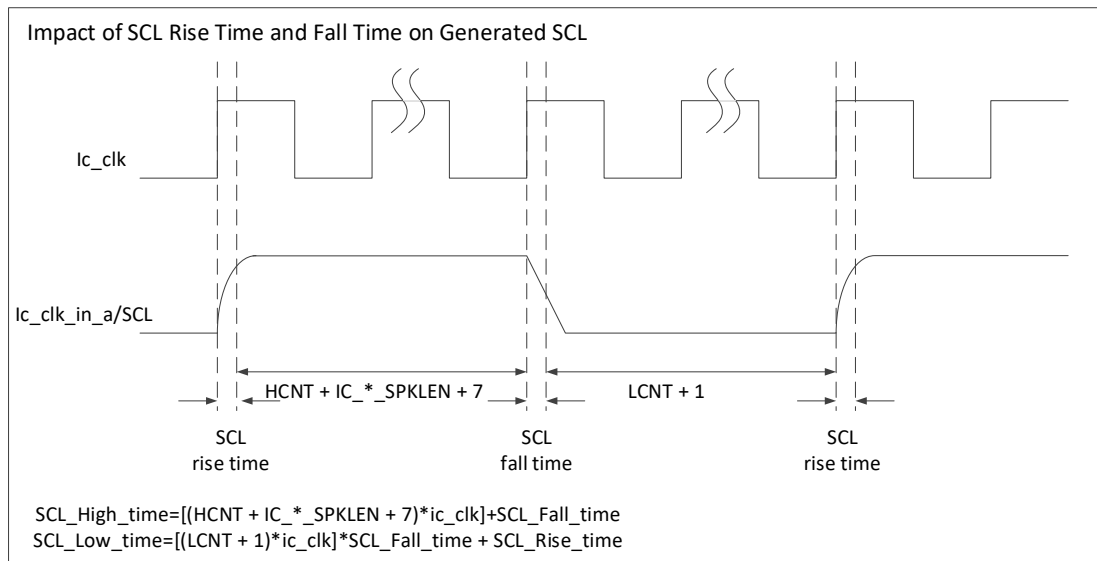 Impact of SCL Rise Time and Fall Time on Generated SCL
Ic_clk
Ic_clk_in_a/SCL
HCNT + IC_*_SPKLEN + 7
LCNT + 1
SCL
rise time
SCL
fall time
SCL
rise time
SCL_High_time=[(HCNT + IC_*_SPKLEN + 7)*ic_clk]+SCL_Fall_time
SCL_Low_time=[(LCNT + 1)*ic_clk]*SCL_Fall_time + SCL_Rise_time